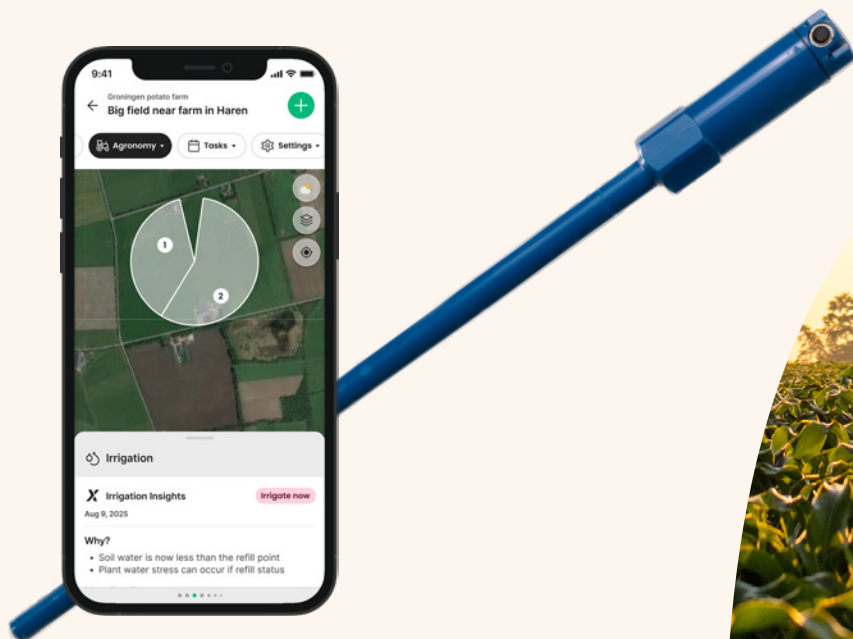 9:41
Groningen potato farm
Big field near farm in Haren
Agronomy
Tasks
Settings
1
2
Irrigation
X Irrigation Insights
Irrigate now
Aug 9, 2025
Why?
• Soil water is now less than the refill point
• Plant water stress can occur if refill status